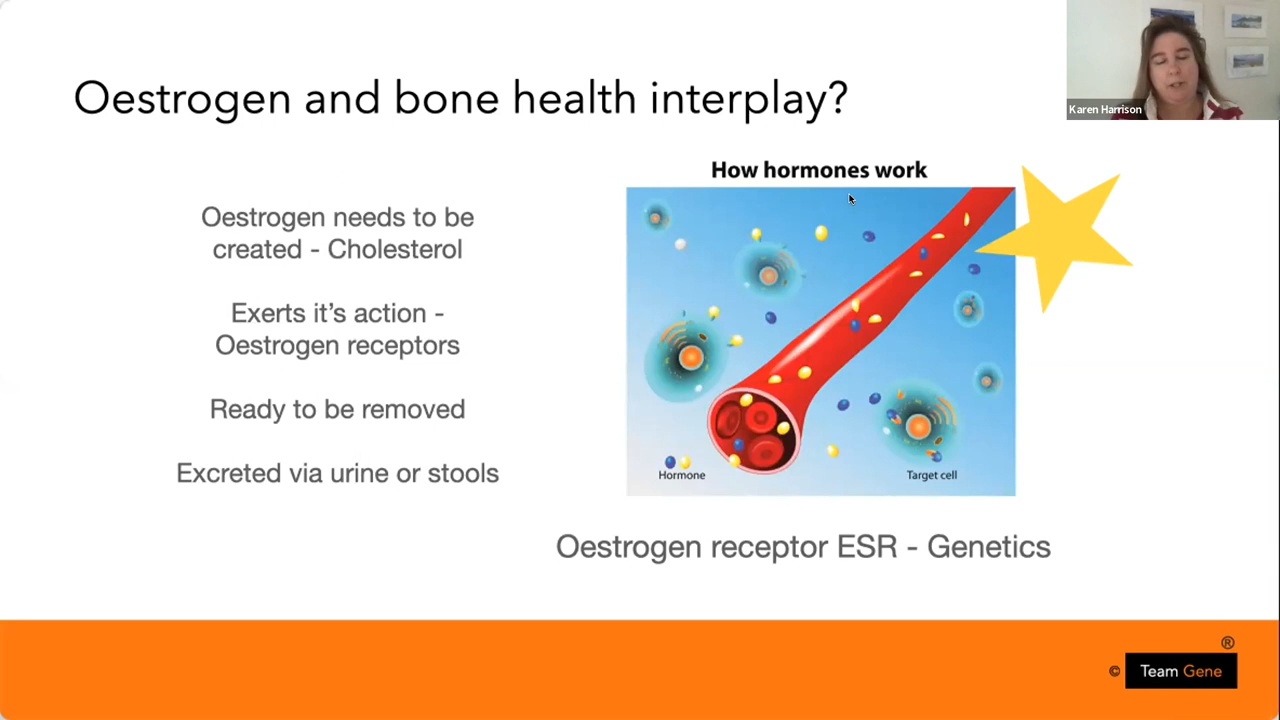 Oestrogen and bone health interplay?
Karen Harrison
How hormones work
Oestrogen needs to be
created - Cholesterol
Exerts it’s action -
Oestrogen receptors
Ready to be removed
Excreted via urine or stools
Hormone
Target cell
Oestrogen receptor ESR - Genetics
®
© Team Gene